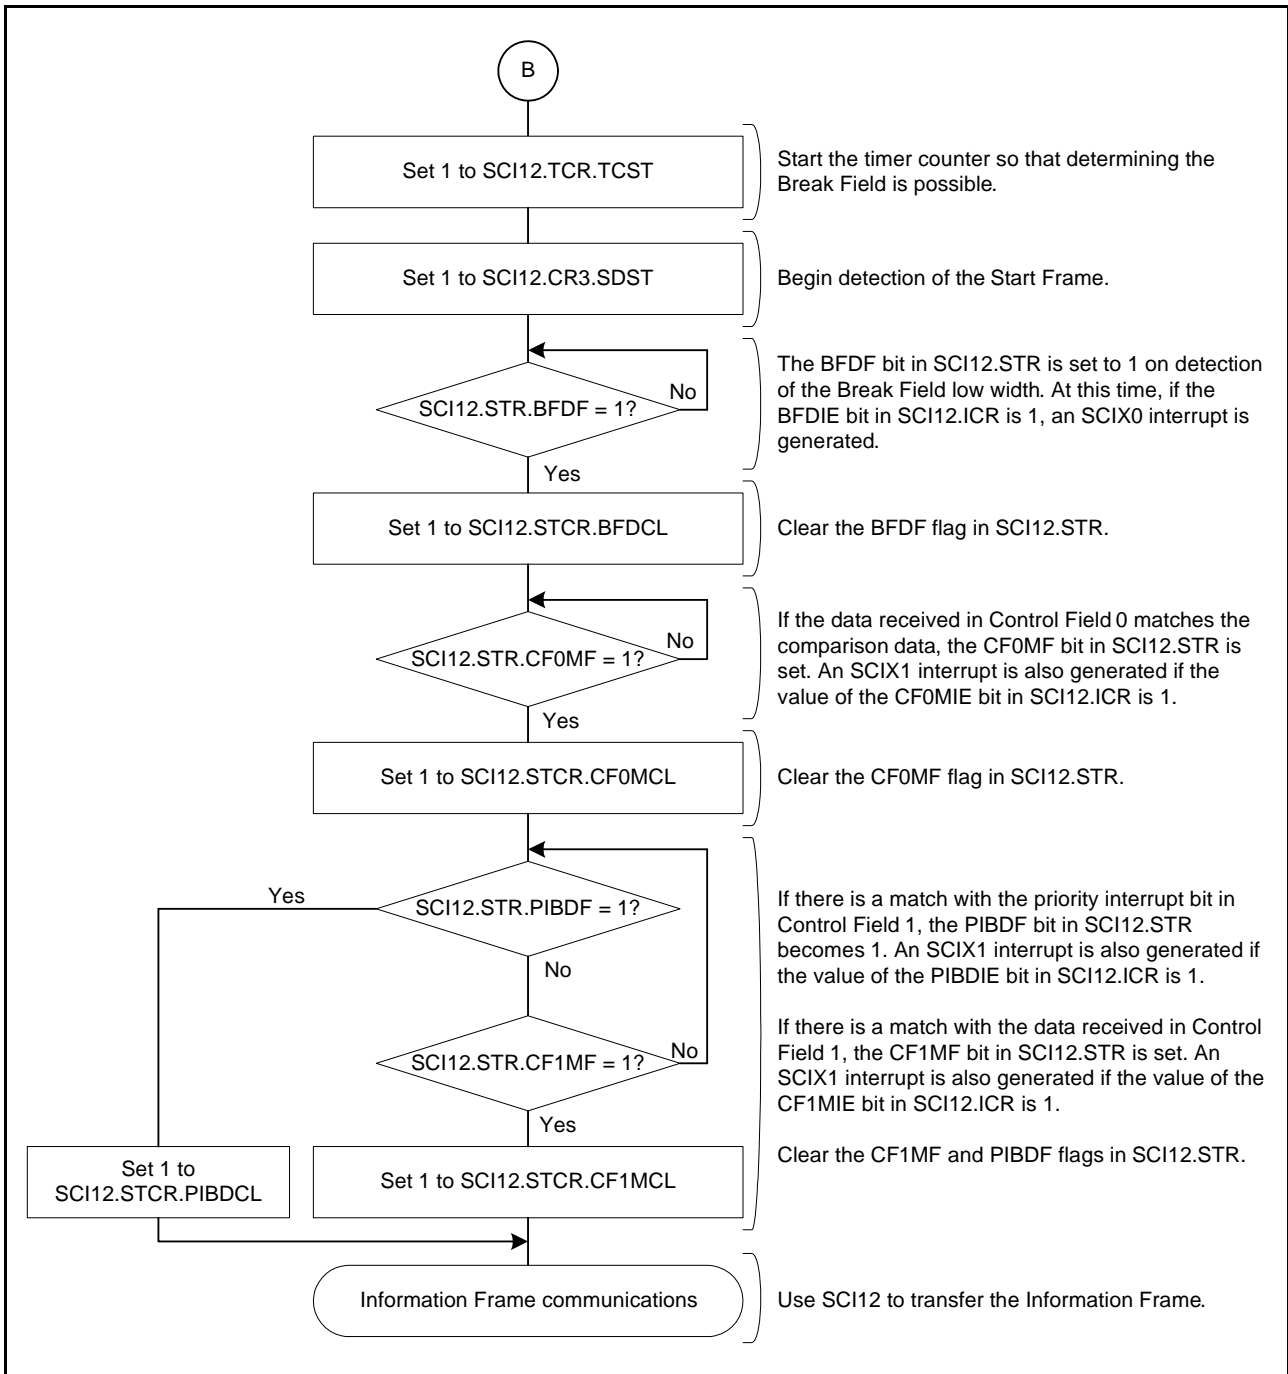 B
Set 1 to SCI12.TCR.TCST
Start the timer counter so that determining the
Break Field is possible.
Set 1 to SCI12.CR3.SDST
Begin detection of the Start Frame.
SCI12.STR.BFDF = 1?
No
Yes
The BFDF bit in SCI12.STR is set to 1 on detection
of the Break Field low width. At this time, if the
BFDIE bit in SCI12.ICR is 1, an SCIX0 interrupt is
generated.
Set 1 to SCI12.STCR.BFDCL
Clear the BFDF flag in SCI12.STR.
SCI12.STR.CF0MF = 1?
No
Yes
If the data received in Control Field 0 matches the
comparison data, the CF0MF bit in SCI12.STR is
set. An SCIX1 interrupt is also generated if the
value of the CF0MIE bit in SCI12.ICR is 1.
Set 1 to SCI12.STCR.CF0MCL
Clear the CF0MF flag in SCI12.STR.
Yes
SCI12.STR.PIBDF = 1?
No
If there is a match with the priority interrupt bit in
Control Field 1, the PIBDF bit in SCI12.STR
becomes 1. An SCIX1 interrupt is also generated if
the value of the PIBDIE bit in SCI12.ICR is 1.
SCI12.STR.CF1MF = 1?
No
Yes
If there is a match with the data received in Control
Field 1, the CF1MF bit in SCI12.STR is set. An
SCIX1 interrupt is also generated if the value of the
CF1MIE bit in SCI12.ICR is 1.
Clear the CF1MF and PIBDF flags in SCI12.STR.
Set 1 to
SCI12.STCR.PIBDCL
Set 1 to SCI12.STCR.CF1MCL
Information Frame communications
Use SCI12 to transfer the Information Frame.